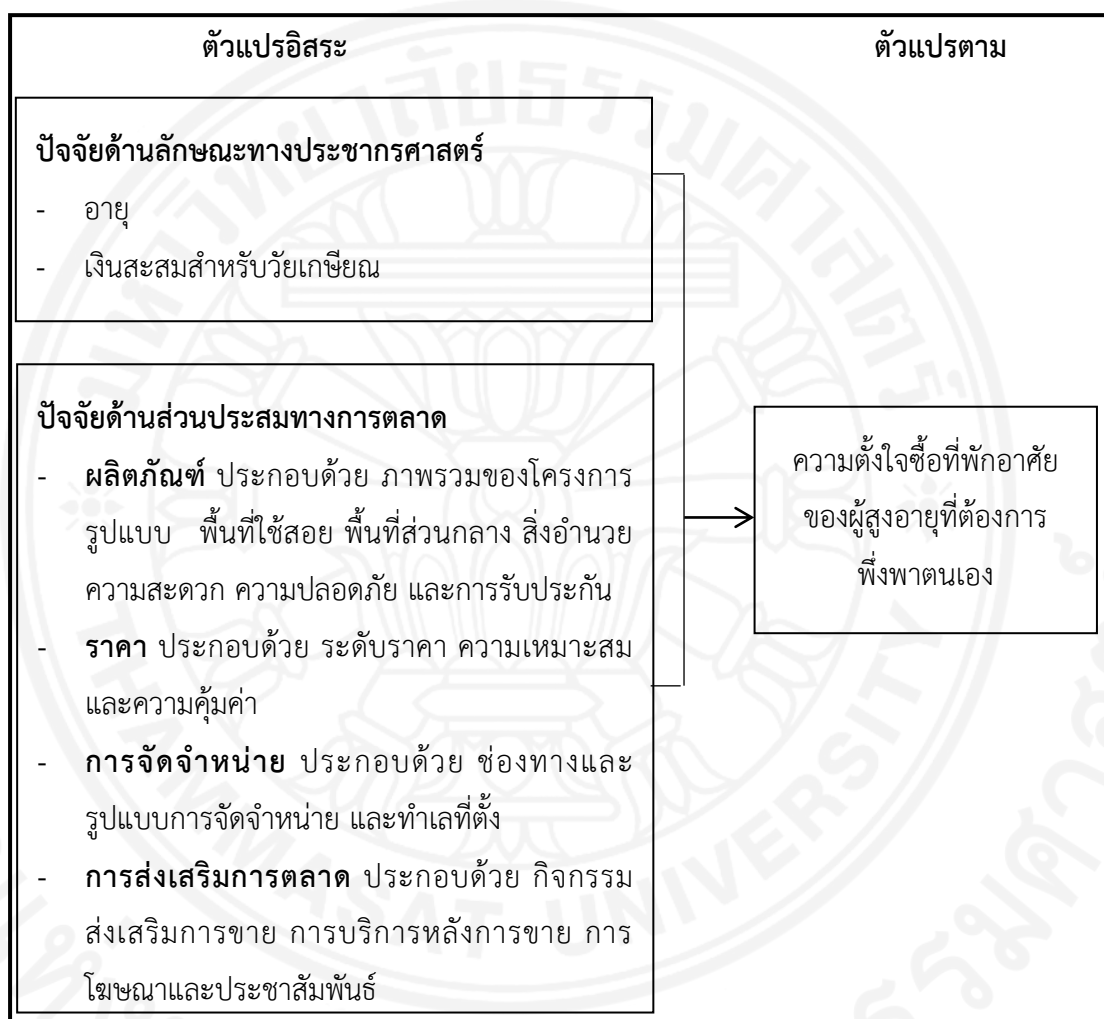 ตัวแปรอิสระ
ตัวแปรตาม
ปัจจัยด้านลักษณะทางประชากรศาสตร์
- อายุ
- เงินสะสมสำหรับวัยเกษียณ
ปัจจัยด้านส่วนประสมทางการตลาด
- ผลิตภัณฑ์ ประกอบด้วย ภาพรวมของโครงการ
รูปแบบ พื้นที่ใช้สอย พื้นที่ส่วนกลาง สิ่งอำนวย
ความสะดวก ความปลอดภัย และการรับประกัน
- ราคา ประกอบด้วย ระดับราคา ความเหมาะสม
และความคุ้มค่า
- การจัดจำหน่าย ประกอบด้วย ช่องทางและ
รูปแบบการจัดจำหน่าย และทำเลที่ตั้ง
- การส่งเสริมการตลาด ประกอบด้วย กิจกรรม
ส่งเสริมการขาย การบริการหลังการขาย การ
โฆษณาและประชาสัมพันธ์
ความตั้งใจซื้อที่พักอาศัย
ของผู้สูงอายุที่ต้องการ
พึ่งพาตนเอง
มหาวิทยาลัยธรรมศาสตร์
THAMMASAT UNIVERSITY